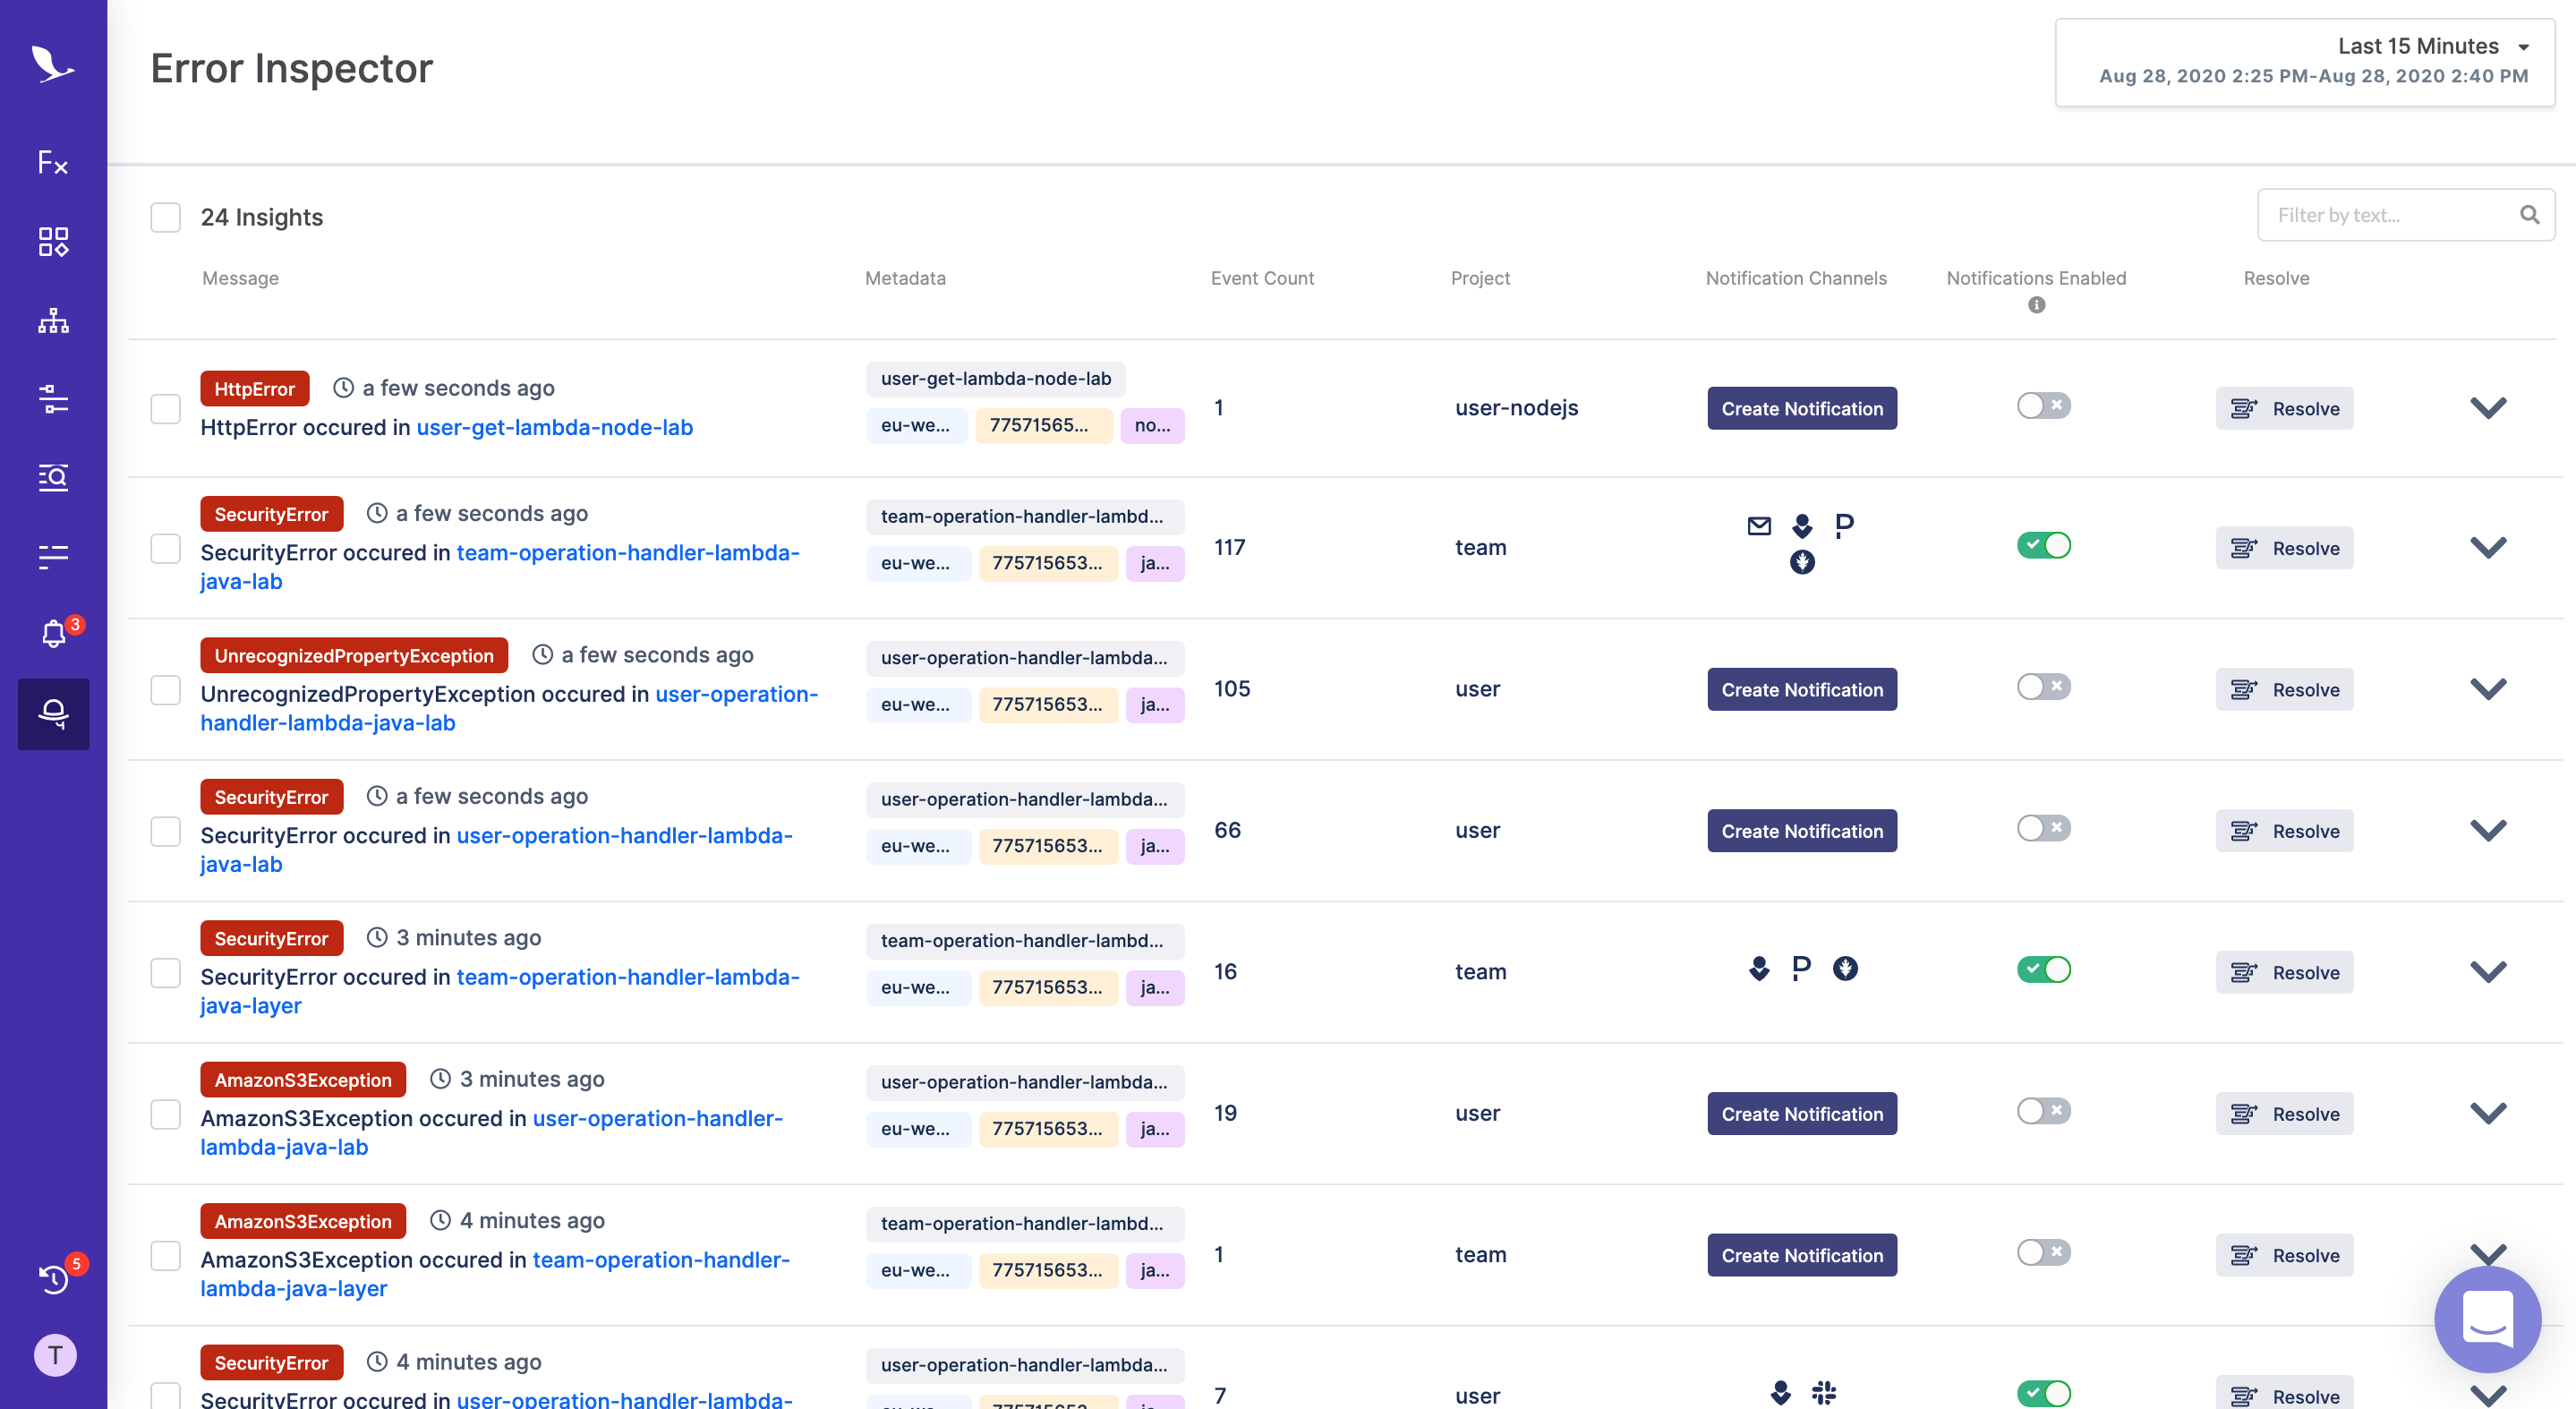 Error Inspector
Last 15 Minutes
Aug 28, 2020 2:25 PM-Aug 28, 2020 2:40 PM
Fx
24 Insights
Filter by text...
Message
Metadata
Event Count
Project
Notification Channels
Notifications Enabled
Resolve
HttpError
a few seconds ago
HttpError occured in user-get-lambda-node-lab
user-get-lambda-node-lab
eu-we...
77571565...
no...
1
user-nodejs
Create Notification
Resolve
SecurityError
a few seconds ago
SecurityError occured in team-operation-handler-lambda-
java-lab
team-operation-handler-lambd...
eu-we...
775715653...
ja...
117
team
Resolve
UnrecognizedPropertyException
a few seconds ago
UnrecognizedPropertyException occured in user-operation-
handler-lambda-java-lab
user-operation-handler-lambda...
eu-we...
775715653...
ja...
105
user
Create Notification
Resolve
3
SecurityError
a few seconds ago
SecurityError occured in user-operation-handler-lambda-
java-lab
user-operation-handler-lambda...
eu-we...
775715653...
ja...
66
user
Create Notification
Resolve
SecurityError
3 minutes ago
SecurityError occured in team-operation-handler-lambda-
java-layer
team-operation-handler-lambd...
eu-we...
775715653...
ja...
16
team
Resolve
AmazonS3Exception
3 minutes ago
AmazonS3Exception occured in user-operation-handler-
lambda-java-lab
user-operation-handler-lambda...
eu-we...
775715653...
ja...
19
user
Create Notification
Resolve
AmazonS3Exception
4 minutes ago
AmazonS3Exception occured in team-operation-handler-
lambda-java-layer
team-operation-handler-lambd...
eu-we...
775715653...
ja...
1
team
Create Notification
Resolve
5
T
SecurityError
4 minutes ago
SecurityError occured in user-operation-handler-lambda-
user-operation-handler-lambda...
eu-we...
775715653...
ja...
7
user
Resolve